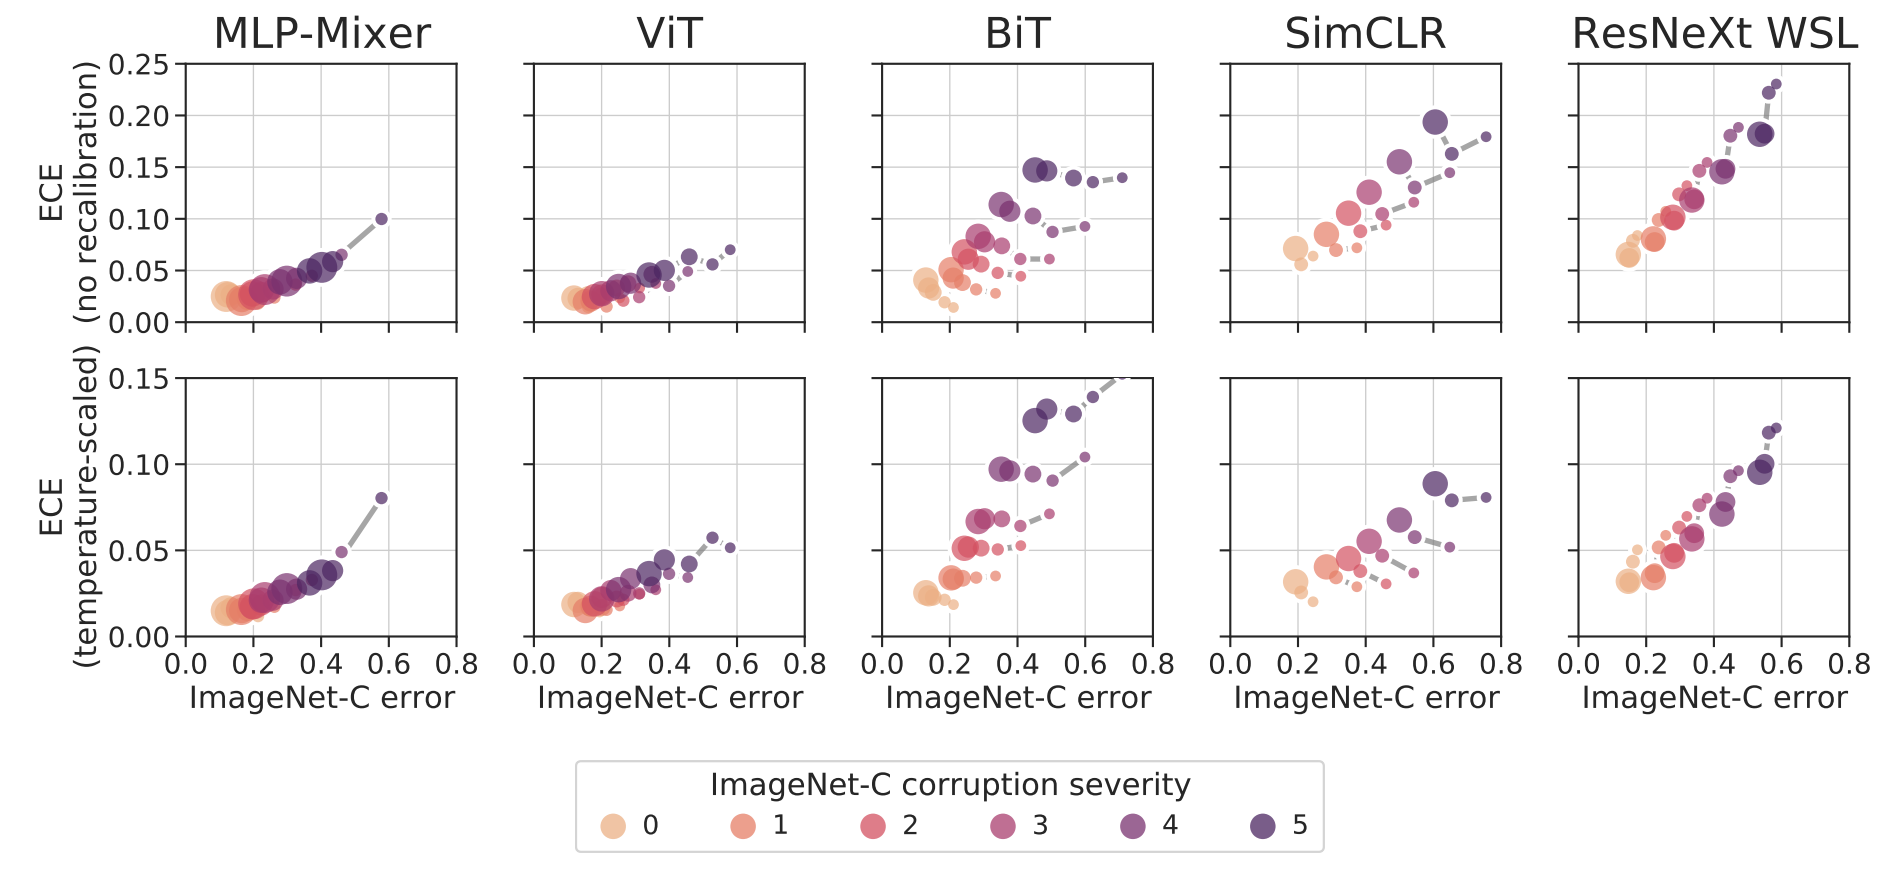 MLP-Mixer ViT BiT SimCLR ResNeXt WSL
ECE
(no recalibration)
0.25
0.20
0.15
0.10
0.05
0.00
ECE
(temperature-scaled)
0.15
0.10
0.05
0.00
0.0 0.2 0.4 0.6 0.8 0.0 0.2 0.4 0.6 0.8 0.0 0.2 0.4 0.6 0.8 0.0 0.2 0.4 0.6 0.8 0.0 0.2 0.4 0.6 0.8
ImageNet-C error ImageNet-C error ImageNet-C error ImageNet-C error ImageNet-C error
ImageNet-C corruption severity
0 1 2 3 4 5